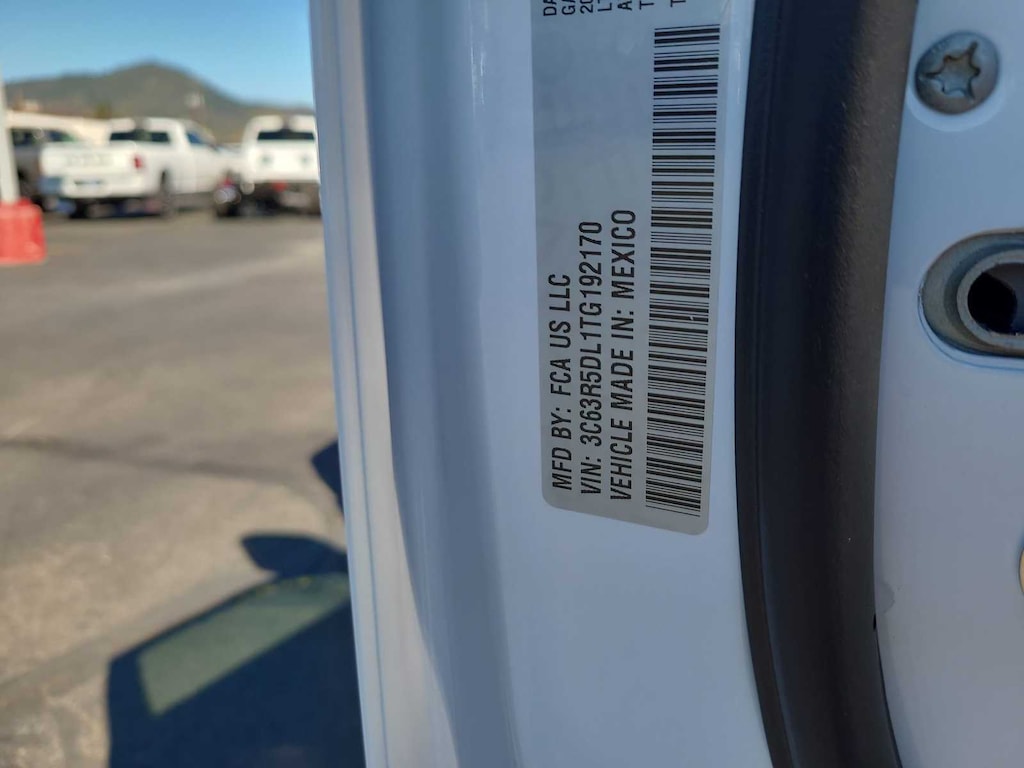 MFD BY: FCA US LLC
VIN: 3C63R5DL1TG192170
VEHICLE MADE IN: MEXICO